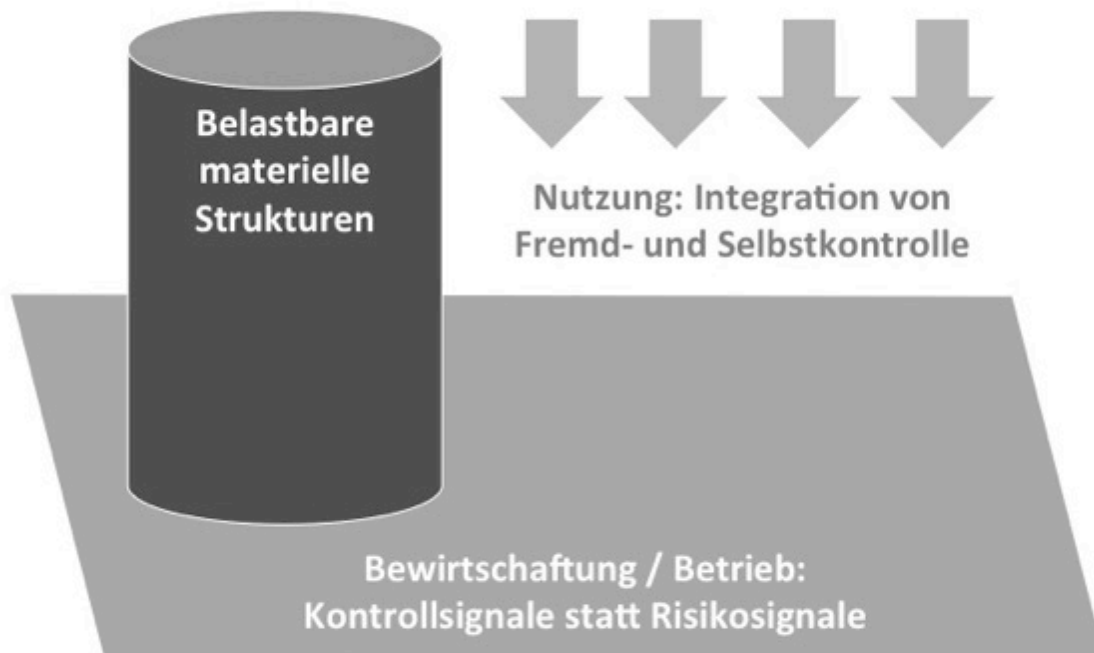 Belastbare
materielle
Strukturen
Nutzung: Integration von
Fremd- und Selbstkontrolle
Bewirtschaftung / Betrieb:
Kontrollsignale statt Risikosignale